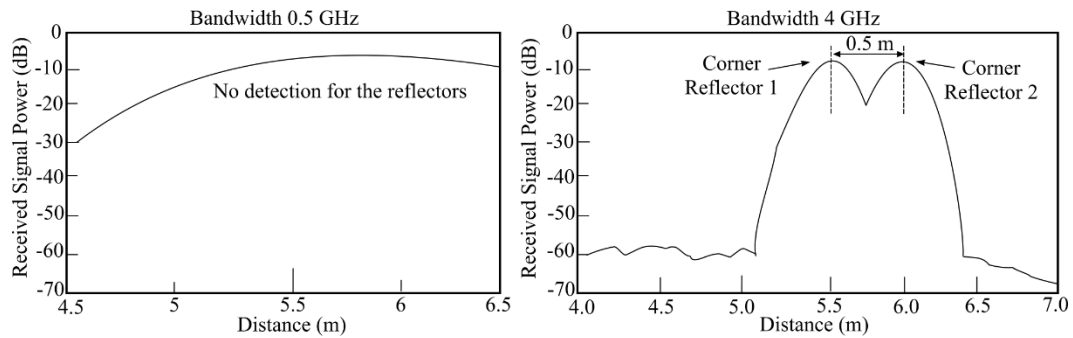 Bandwidth 0.5 GHz
Received Signal Power (dB)
0
-10
-20
-30
-40
-50
-60
-70
No detection for the reflectors
4.5 5 5.5 6 6.5
Distance (m)
Bandwidth 4 GHz
Received Signal Power (dB)
0
-10
-20
-30
-40
-50
-60
-70
0.5 m
Corner
Reflector 1
Corner
Reflector 2
4.0 4.5 5.0 5.5 6.0 6.0 7.0
Distance (m)